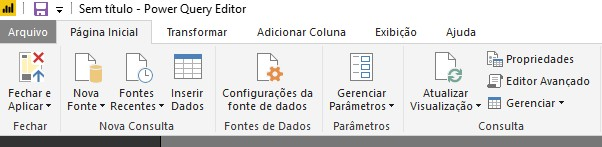 Sem título - Power Query Editor
Arquivo Página Inicial Transformar Adicionar Coluna Exibição Ajuda
Fechar e Aplicar
Nova Fonte
Fontes Recentes
Inserir Dados
Configurações da fonte de dados
Gerenciar Parâmetros
Atualizar Visualização
Propriedades
Editor Avançado
Gerenciar
Fechar Nova Consulta Fontes de Dados Parâmetros Consulta